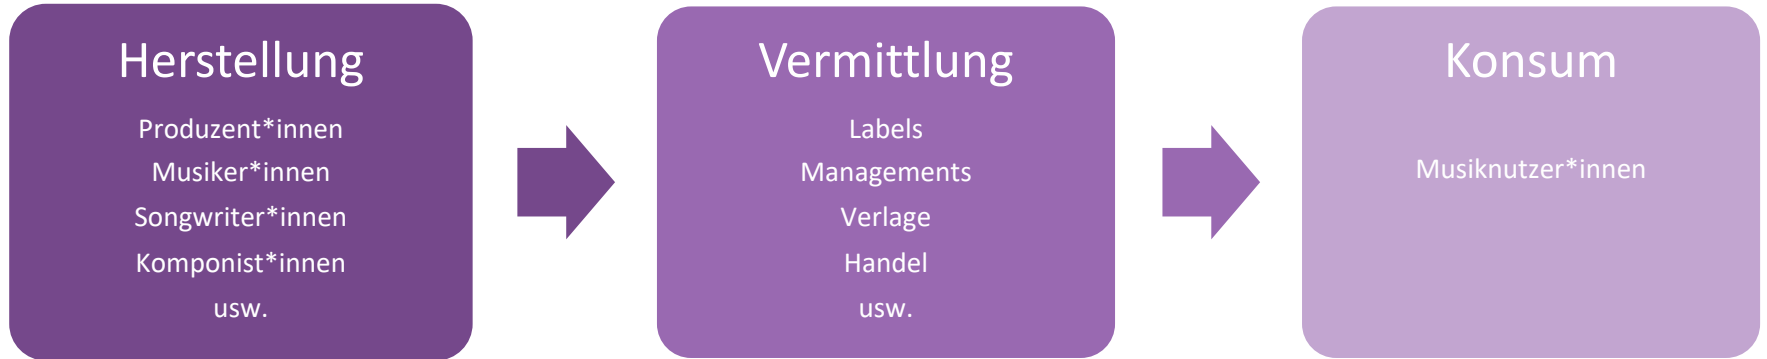 Herstellung
Produzent*innen
Musiker*innen
Songwriter*innen
Komponist*innen
usw.
Vermittlung
Labels
Managements
Verlage
Handel
usw.
Konsum
Musiknutzer*innen